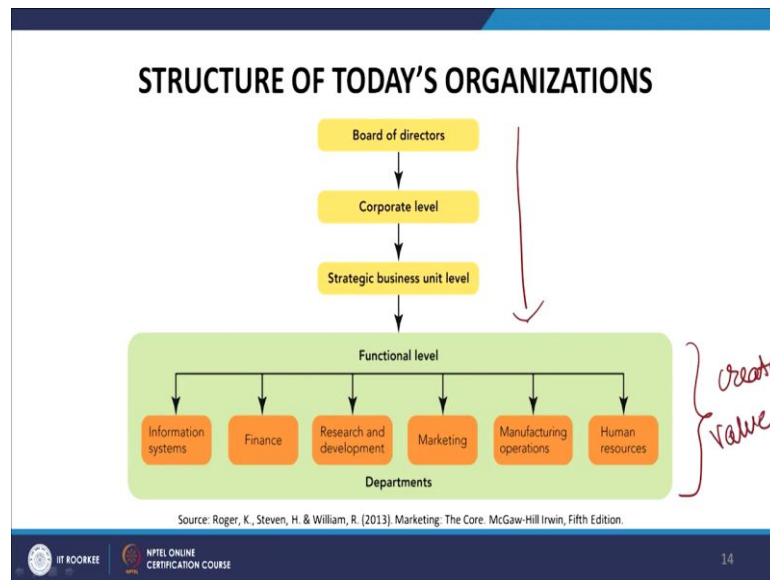 STRUCTURE OF TODAY'S ORGANIZATIONS
Board of directors
Corporate level
Strategic business unit level
Functional level
Information
systems
Finance
Research and
development
Marketing
Manufacturing
operations
Human
resources
Departments
create
value
Source: Roger, K., Steven, H. & William, R. (2013). Marketing: The Core. McGaw-Hill Irwin, Fifth Edition.
IIT ROORKEE
NPTEL ONLINE
CERTIFICATION COURSE
14